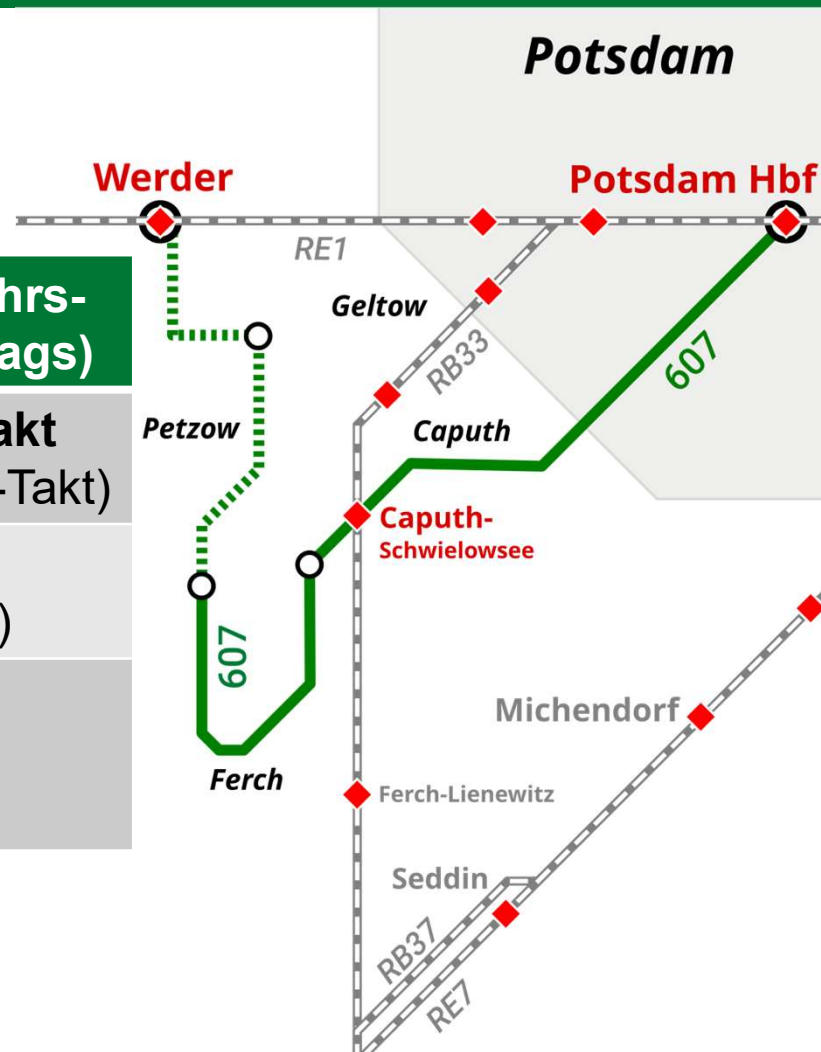 Potsdam
Werder
Potsdam Hbf
RE1
hrs-
ags)
Geltow
RB33
607
akt
-Takt)
Petzow
Caputh
Caputh-
Schwielowsee
)
607
Michendorf
Ferch
Ferch-Lienewitz
Seddin
RB37
RE7